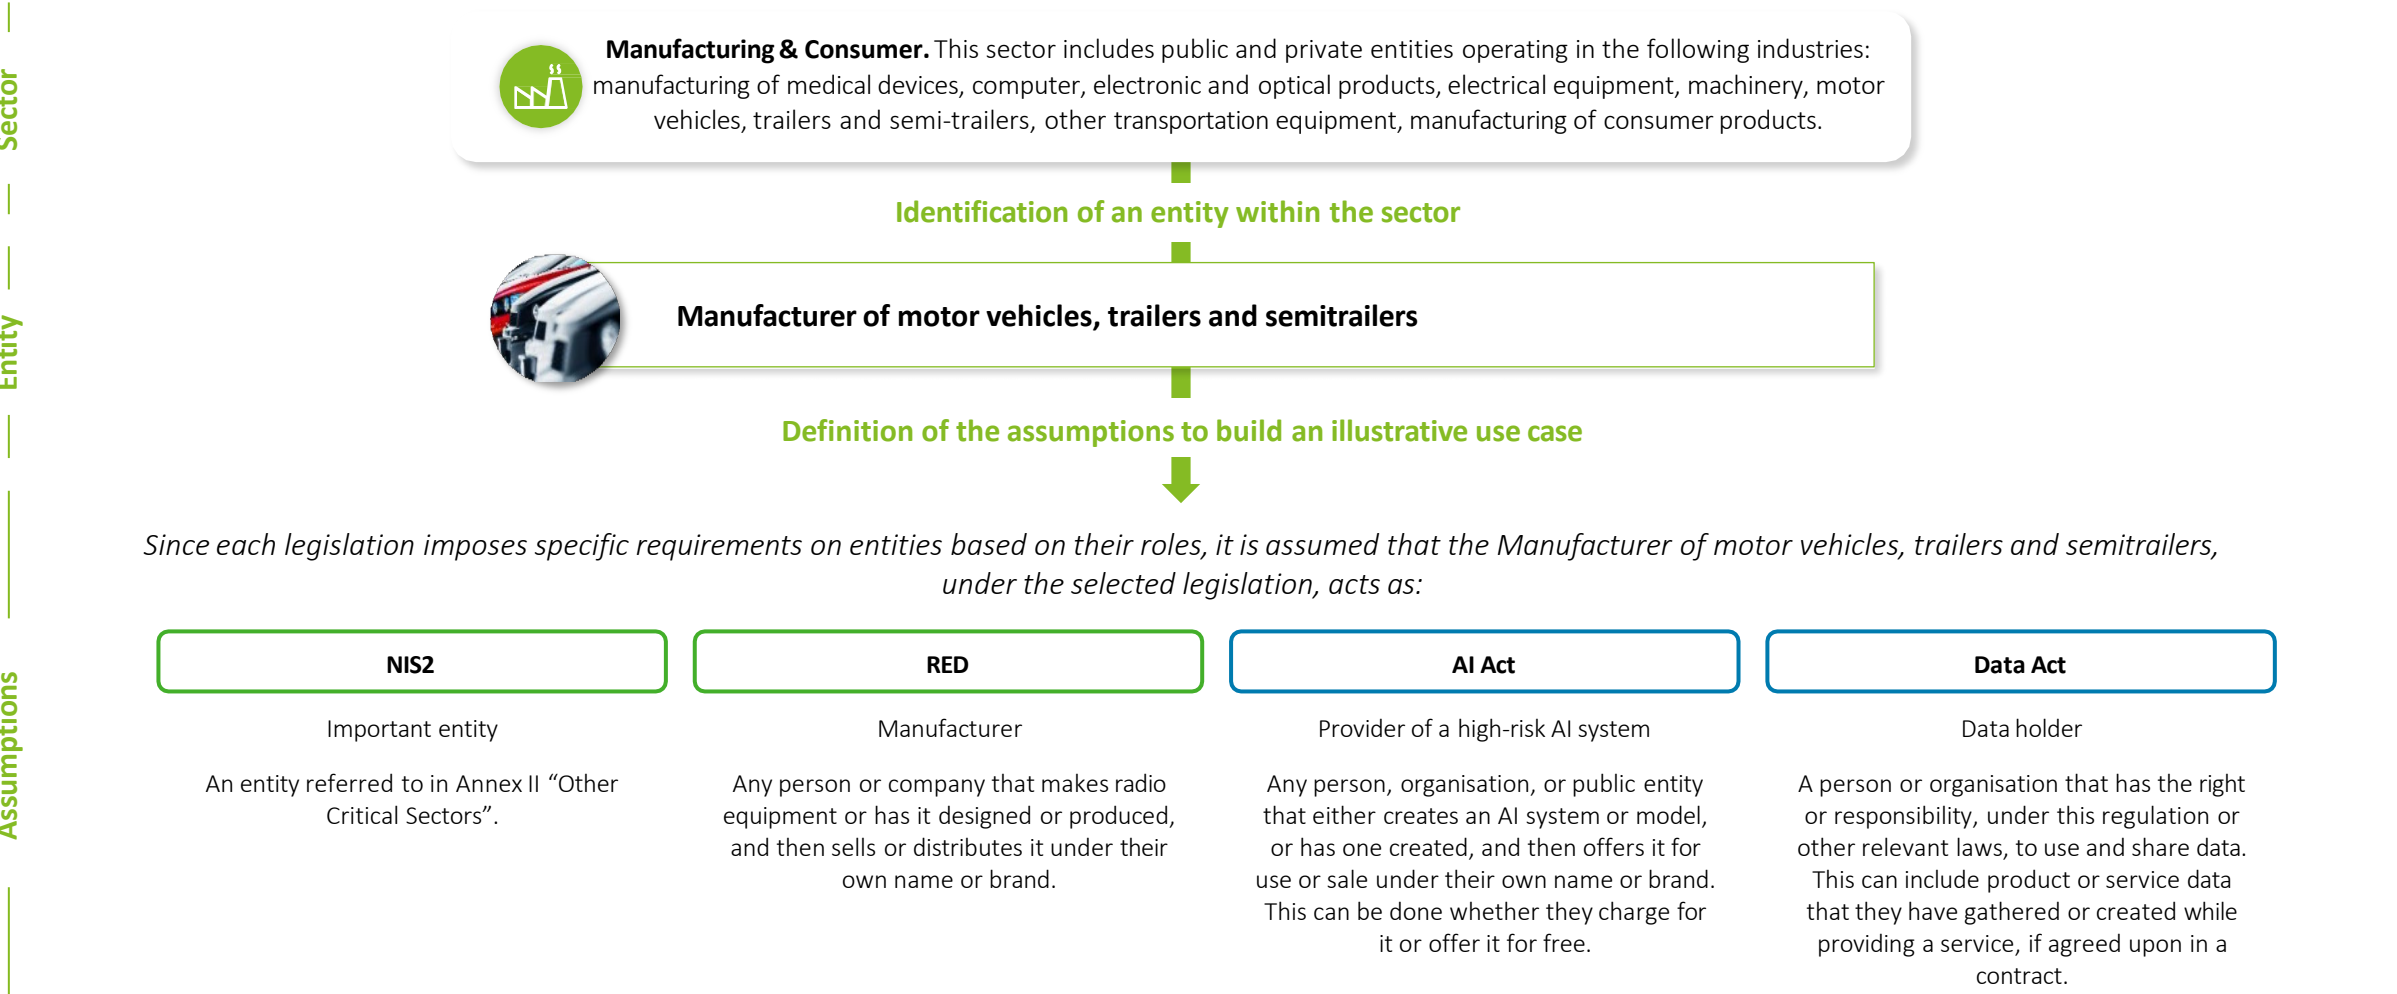 Sector
Manufacturing & Consumer. This sector includes public and private entities operating in the following industries:
manufacturing of medical devices, computer, electronic and optical products, electrical equipment, machinery, motor
vehicles, trailers and semi-trailers, other transportation equipment, manufacturing of consumer products.
Identification of an entity within the sector
Entity
Manufacturer of motor vehicles, trailers and semitrailers
Definition of the assumptions to build an illustrative use case
Assumptions
Since each legislation imposes specific requirements on entities based on their roles, it is assumed that the Manufacturer of motor vehicles, trailers and semitrailers,
under the selected legislation, acts as:
NIS2
Important entity
An entity referred to in Annex II “Other
Critical Sectors”.
RED
Manufacturer
Any person or company that makes radio
equipment or has it designed or produced,
and then sells or distributes it under their
own name or brand.
AI Act
Provider of a high-risk AI system
Any person, organisation, or public entity
that either creates an AI system or model,
or has one created, and then offers it for
use or sale under their own name or brand.
This can be done whether they charge for
it or offer it for free.
Data Act
Data holder
A person or organisation that has the right
or responsibility, under this regulation or
other relevant laws, to use and share data.
This can include product or service data
that they have gathered or created while
providing a service, if agreed upon in a
contract.